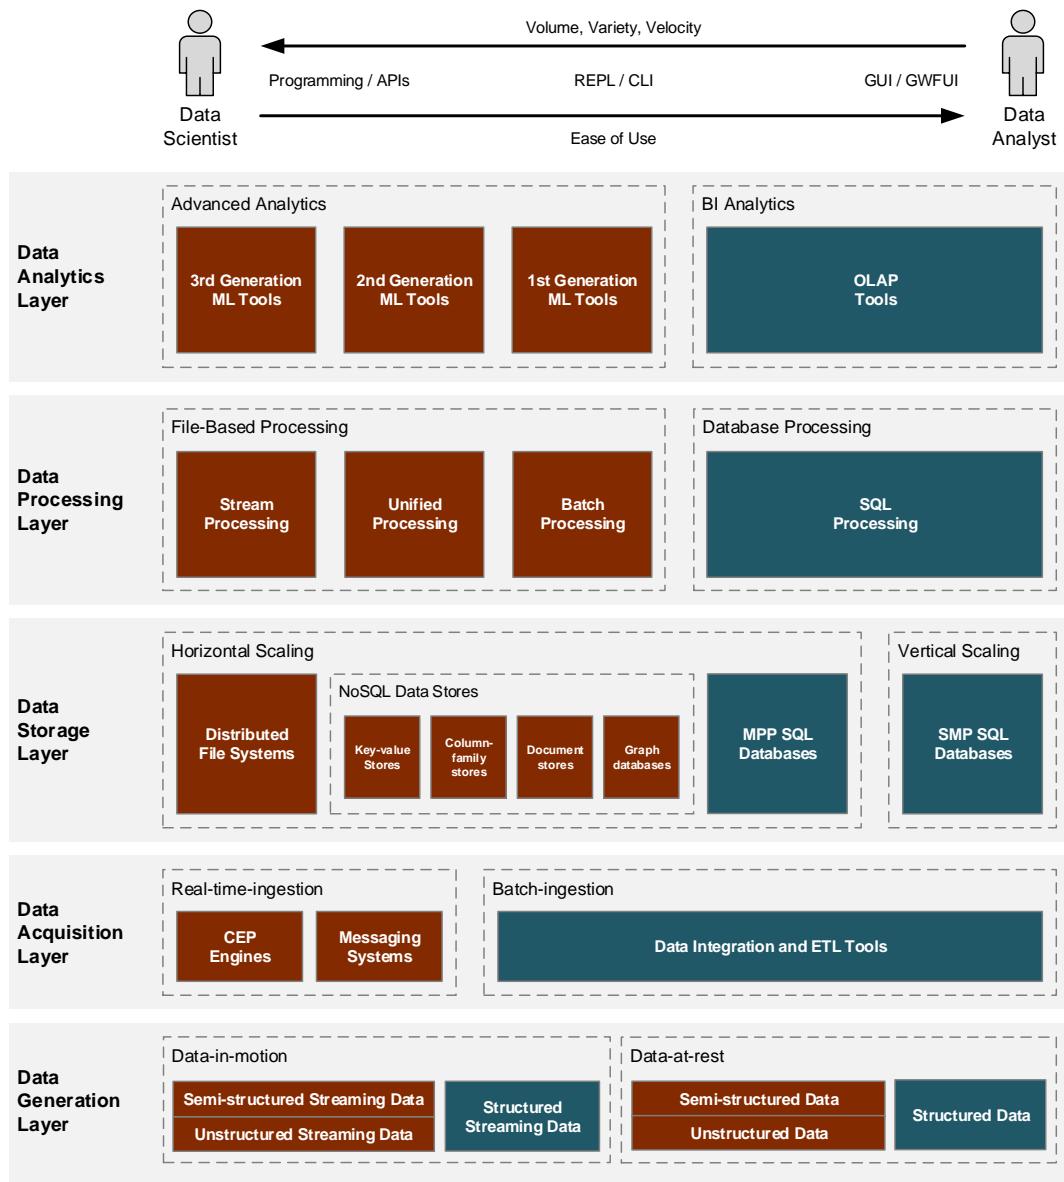 Volume, Variety, Velocity
Programming / APIs
REPL / CLI
GUI / GWFUI
Data
Scientist
Data
Analyst
Ease of Use
Data
Analytics
Layer
Advanced Analytics
3rd Generation
ML Tools
2nd Generation
ML Tools
1st Generation
ML Tools
BI Analytics
OLAP
Tools
Data
Processing
Layer
File-Based Processing
Stream
Processing
Unified
Processing
Batch
Processing
Database Processing
SQL
Processing
Data
Storage
Layer
Horizontal Scaling
Distributed
File Systems
NoSQL Data Stores
Key-value
Stores
Column-
family
stores
Document
stores
Graph
databases
MPP SQL
Databases
Vertical Scaling
SMP SQL
Databases
Data
Acquisition
Layer
Real-time-ingestion
CEP
Engines
Messaging
Systems
Batch-ingestion
Data Integration and ETL Tools
Data
Generation
Layer
Data-in-motion
Semi-structured Streaming Data
Unstructured Streaming Data
Structured
Streaming Data
Data-at-rest
Semi-structured Data
Unstructured Data
Structured Data